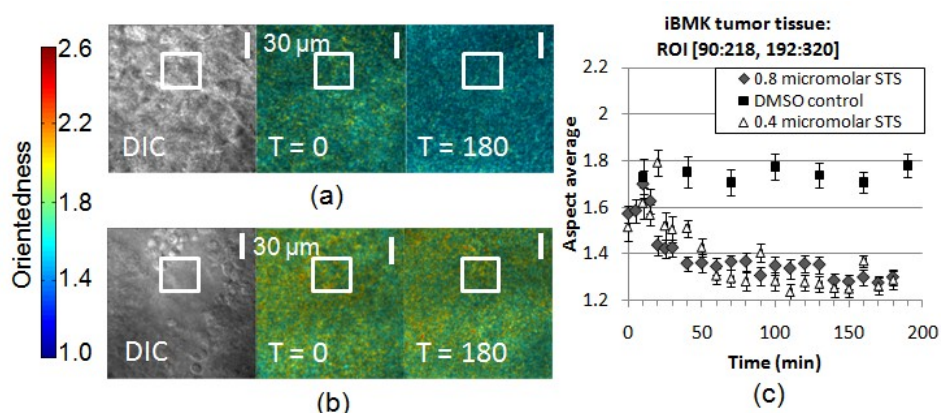 Orientedness
2.6
2.2
1.8
1.4
1.0
30 µm
DIC
T = 0
T = 180
(a)
30 µm
DIC
T = 0
T = 180
(b)
iBMK tumor tissue:
ROI [90:218, 192:320]
0.8 micromolar STS
DMSO control
0.4 micromolar STS
Aspect average
2.2
2
1.8
1.6
1.4
1.2
0
50
100
150
200
Time (min)
(c)